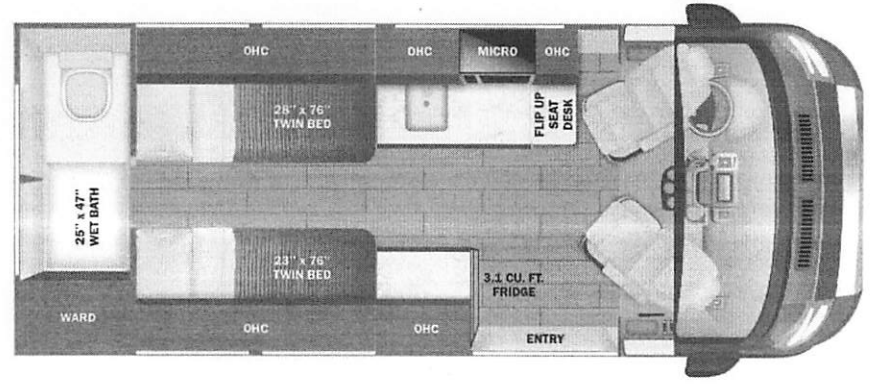 OHC
OHC
MICRO
OHC
28" x 76"
TWIN BED
FLIP UP
SEAT
DESK
25" x 47"
WET BATH
23" x 76"
TWIN BED
3.1 CU. FT.
FRIDGE
WARD
OHC
OHC
ENTRY